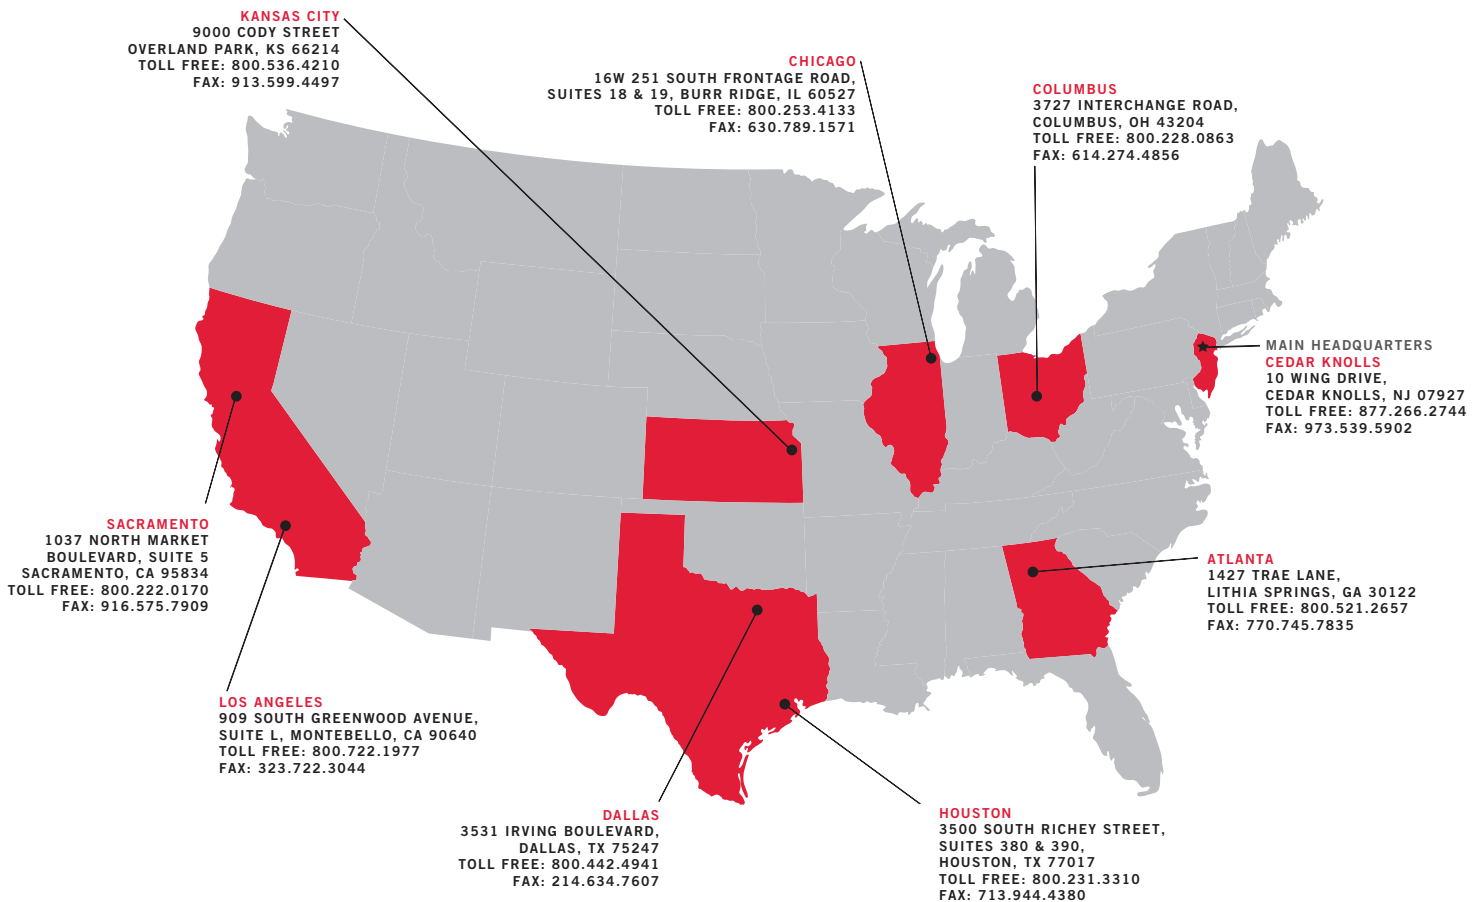 KANSAS CITY
9000 CODY STREET
OVERLAND PARK, KS 66214
TOLL FREE: 800.536.4210
FAX: 913.599.4497
CHICAGO
16W 251 SOUTH FRONTAGE ROAD,
SUITES 18 & 19, BURR RIDGE, IL 60527
TOLL FREE: 800.253.4133
FAX: 630.789.1571
COLUMBUS
3727 INTERCHANGE ROAD,
COLUMBUS, OH 43204
TOLL FREE: 800.228.0863
FAX: 614.274.4856
MAIN HEADQUARTERS
CEDAR KNOLLS
10 WING DRIVE,
CEDAR KNOLLS, NJ 07927
TOLL FREE: 877.266.2744
FAX: 973.539.5902
SACRAMENTO
1037 NORTH MARKET
BOULEVARD, SUITE 5
SACRAMENTO, CA 95834
TOLL FREE: 800.222.0170
FAX: 916.575.7909
ATLANTA
1427 TRAE LANE,
LITHIA SPRINGS, GA 30122
TOLL FREE: 800.521.2657
FAX: 770.745.7835
LOS ANGELES
909 SOUTH GREENWOOD AVENUE,
SUITE L, MONTEBELLO, CA 90640
TOLL FREE: 800.722.1977
FAX: 323.722.3044
DALLAS
3531 IRVING BOULEVARD,
DALLAS, TX 75247
TOLL FREE: 800.442.4941
FAX: 214.634.7607
HOUSTON
3500 SOUTH RICHEY STREET,
SUITES 380 & 390,
HOUSTON, TX 77017
TOLL FREE: 800.231.3310
FAX: 713.944.4380